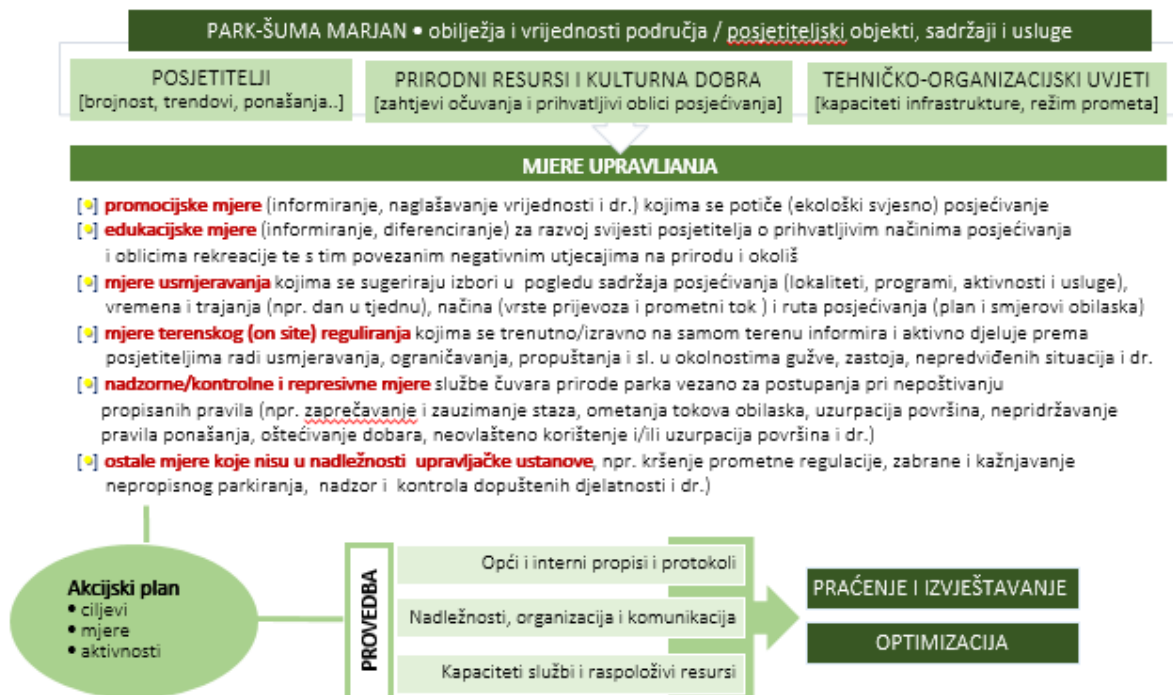 PARK-ŠUMA MARJAN • obilježja i vrijednosti područja / posjetiteljski objekti, sadržaji i usluge
POSJETITELJI
[brojnost, trendovi, ponašanja..]
PRIRODNI RESURSI I KULTURNA DOBRA
[zahtjevi očuvanja i prihvatljivi oblici posjećivanja]
TEHNIČKO-ORGANIZACIJSKI UVJETI
[kapaciteti infrastrukture, režim prometa]
MJERE UPRAVLJANJA
[•] promocijske mjere (informiranje, naglašavanje vrijednosti i dr.) kojima se potiče (ekološki svjesno) posjećivanje
[•] edukacijske mjere (informiranje, diferenciranje) za razvoj svijesti posjetitelja o prihvatljivim načinima posjećivanja
i oblicima rekreacije te s tim povezanim negativnim utjecajima na prirodu i okoliš
[•] mjere usmjeravanja kojima se sugeriraju izbori u pogledu sadržaja posjećivanja (lokaliteti, programi, aktivnosti i usluge),
vremena i trajanja (npr. dan u tjednu), načina (vrste prijevoza i prometni tok ) i ruta posjećivanja (plan i smjerovi obilaska)
[•] mjere terenskog (on site) reguliranja kojima se trenutno/izravno na samom terenu informira i aktivno djeluje prema
posjetiteljima radi usmjeravanja, ograničavanja, propuštanja i sl. u okolnostima gužve, zastoja, nepredviđenih situacija i dr.
[•] nadzorne/kontrolne i represivne mjere službe čuvara prirode parka vezano za postupanja pri nepoštivanju
propisanih pravila (npr. zaprečavanje i zauzimanje staza, ometanja tokova obilaska, uzurpacija površina, nepridržavanje
pravila ponašanja, oštećivanje dobara, neovlašteno korištenje i/ili uzurpacija površina i dr.)
[•] ostale mjere koje nisu u nadležnosti upravljačke ustanove, npr. kršenje prometne regulacije, zabrane i kažnjavanje
nepropisnog parkiranja, nadzor i kontrola dopuštenih djelatnosti i dr.)
Akcijski plan
• ciljevi
• mjere
• aktivnosti
PROVEDBA
Opći i interni propisi i protokoli
Nadležnosti, organizacija i komunikacija
Kapaciteti službi i raspoloživi resursi
PRAĆENJE I IZVJEŠTAVANJE
OPTIMIZACIJA